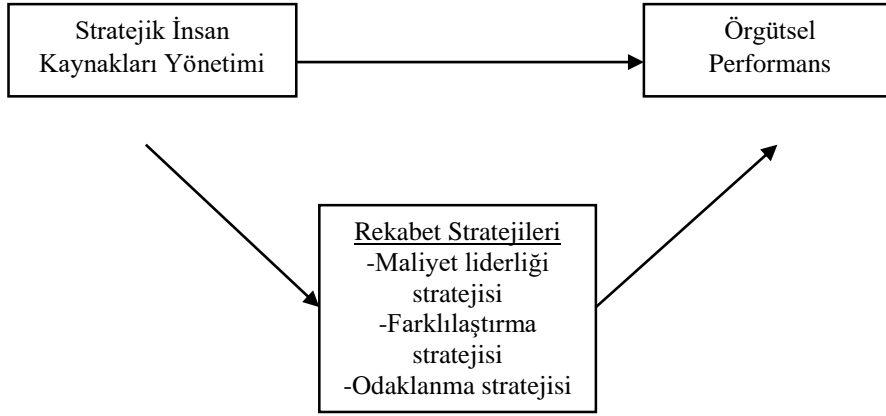 Stratejik İnsan
Kaynakları Yönetimi
Örgütsel
Performans
Rekabet Stratejileri
-Maliyet liderliği
stratejisi
-Farklılaştırma
stratejisi
-Odaklanma stratejisi